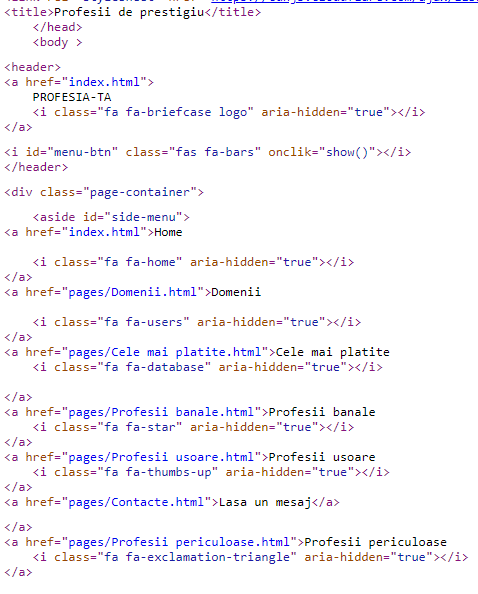 <title>Profesii de prestigiu</title>
</head>
<body >
<header>
<a href="index.html">
PROFESIA-TA
<i class="fa fa-briefcase logo" aria-hidden="true"></i>
</a>
<i id="menu-btn" class="fas fa-bars" onclik="show()"></i>
</header>
<div class="page-container">
<aside id="side-menu">
<a href="index.html">Home
<i class="fa fa-home" aria-hidden="true"></i>
</a>
<a href="pages/Domenii.html">Domenii
<i class="fa fa-users" aria-hidden="true"></i>
</a>
<a href="pages/Cele mai platite.html">Cele mai platite
<i class="fa fa-database" aria-hidden="true"></i>
</a>
<a href="pages/Profesii banale.html">Profesii banale
<i class="fa fa-star" aria-hidden="true"></i>
</a>
<a href="pages/Profesii usoare.html">Profesii usoare
<i class="fa fa-thumbs-up" aria-hidden="true"></i>
</a>
<a href="pages/Contacte.html">Lasa un mesaj</a>
</a>
<a href="pages/Profesii periculoase.html">Profesii periculoase
<i class="fa fa-exclamation-triangle" aria-hidden="true"></i>
</a>